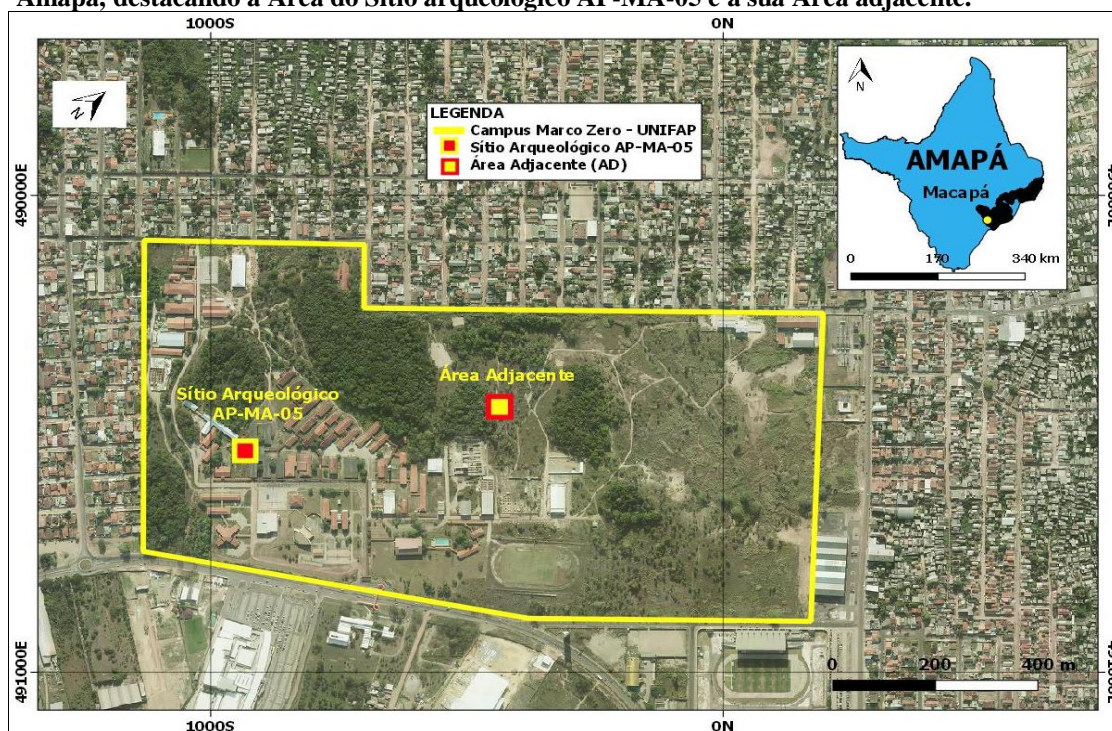 Amapá, destacando a Área do Sítio arqueológico AP-MA-05 e a sua Área adjacente.
1000S
0N
N
LEGENDA
Campus Marco Zero - UNIFAP
Sítio Arqueológico AP-MA-05
Área Adjacente (AD)
N
AMAPÁ
Macapá
0 170 340 km
490000E
490000E
Área Adjacente
Sítio Arqueológico
AP-MA-05
491000E
491000E
0 200 400 m
1000S
0N